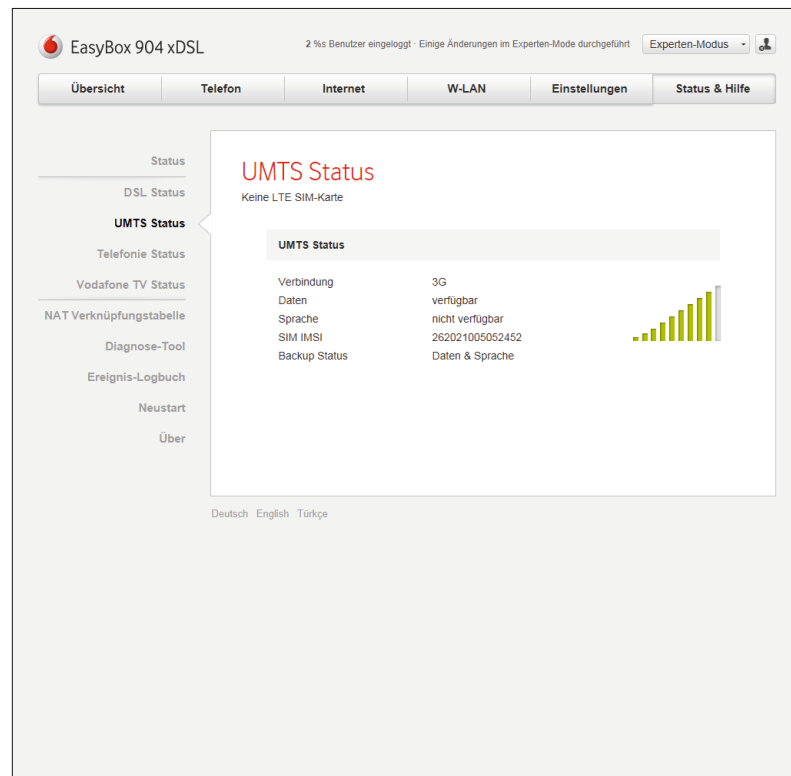 EasyBox 904 xDSL
2 %s Benutzer eingeloggt · Einige Änderungen im Experten-Mode durchgeführt
Experten-Modus
Übersicht Telefon Internet W-LAN Einstellungen Status & Hilfe
Status
DSL Status
UMTS Status
Telefonie Status
Vodafone TV Status
NAT Verknüpfungstabelle
Diagnose-Tool
Ereignis-Logbuch
Neustart
Über
UMTS Status
Keine LTE SIM-Karte
UMTS Status
Verbindung 3G
Daten verfügbar
Sprache nicht verfügbar
SIM IMSI 262021005052452
Backup Status Daten & Sprache
Deutsch English Türkçe